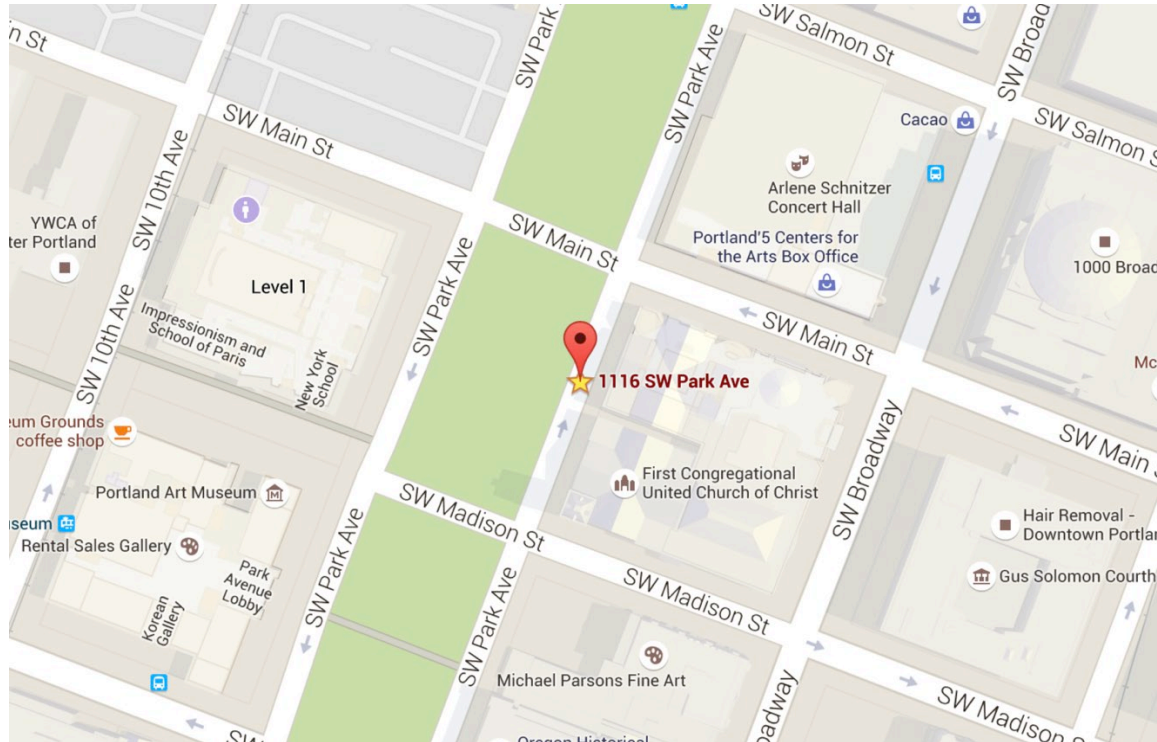 SW Park
SW Park Ave
SW Salmon St
SW Broad
Cacao
SW Salmon S
n St
SW Main St
SW 10th Ave
Arlene Schnitzer
Concert Hall
YWCA of
ter Portland
SW Main St
Portland'5 Centers for
the Arts Box Office
1000 Broad
Level 1
SW Park Ave
SW 10th Ave
Impressionism and
School of Paris
New York
School
SW Main St
Mc
1116 SW Park Ave
eum Grounds
coffee shop
SW Main S
SW Broadway
First Congregational
United Church of Christ
Portland Art Museum
SW Madison St
Hair Removal -
Downtown Portlan
useum
Rental Sales Gallery
SW Park Ave
Park
Avenue
Lobby
Korean
Gallery
SW Park Ave
SW Madison St
Gus Solomon Courth
Michael Parsons Fine Art
SW Madison St
oadway
Oregon Historical
SW